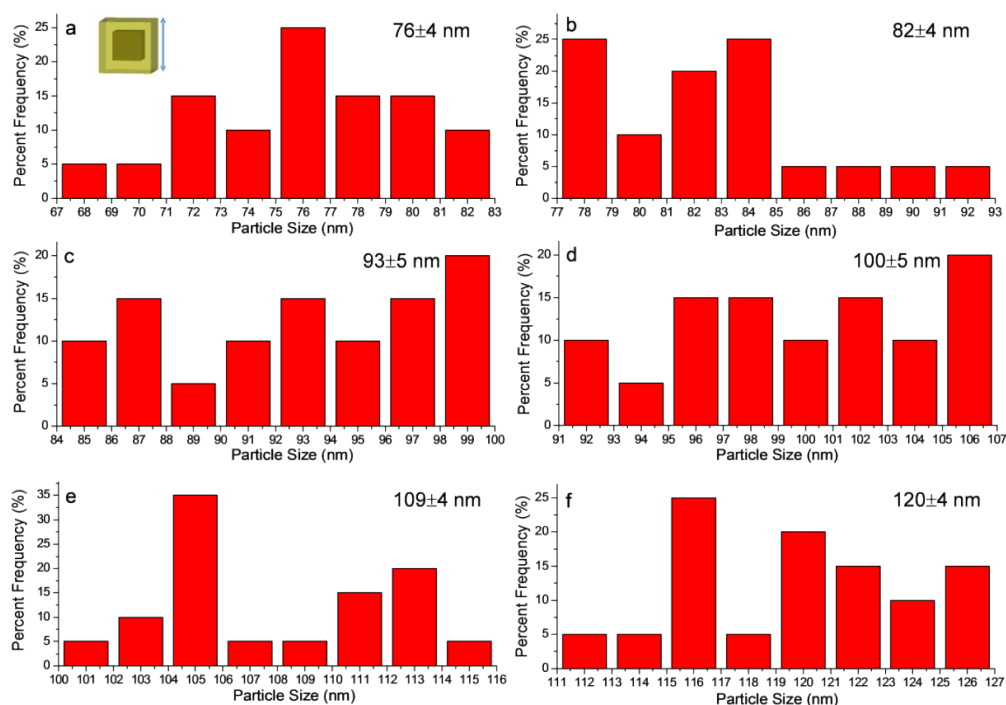 a
76±4 nm
Percent Frequency (%)
25
20
15
10
5
0
67 68 69 70 71 72 73 74 75 76 77 78 79 80 81 82 83
Particle Size (nm)
b
82±4 nm
Percent Frequency (%)
25
20
15
10
5
0
77 78 79 80 81 82 83 84 85 86 87 88 89 90 91 92 93
Particle Size (nm)
c
93±5 nm
Percent Frequency (%)
20
15
10
5
0
84 85 86 87 88 89 90 91 92 93 94 95 96 97 98 99 100
Particle Size (nm)
d
100±5 nm
Percent Frequency (%)
20
15
10
5
0
91 92 93 94 95 96 97 98 99 100 101 102 103 104 105 106 107
Particle Size (nm)
e
109±4 nm
Percent Frequency (%)
35
30
25
20
15
10
5
0
100 101 102 103 104 105 106 107 108 109 110 111 112 113 114 115 116
Particle Size (nm)
f
120±4 nm
Percent Frequency (%)
25
20
15
10
5
0
111 112 113 114 115 116 117 118 119 120 121 122 123 124 125 126 127
Particle Size (nm)